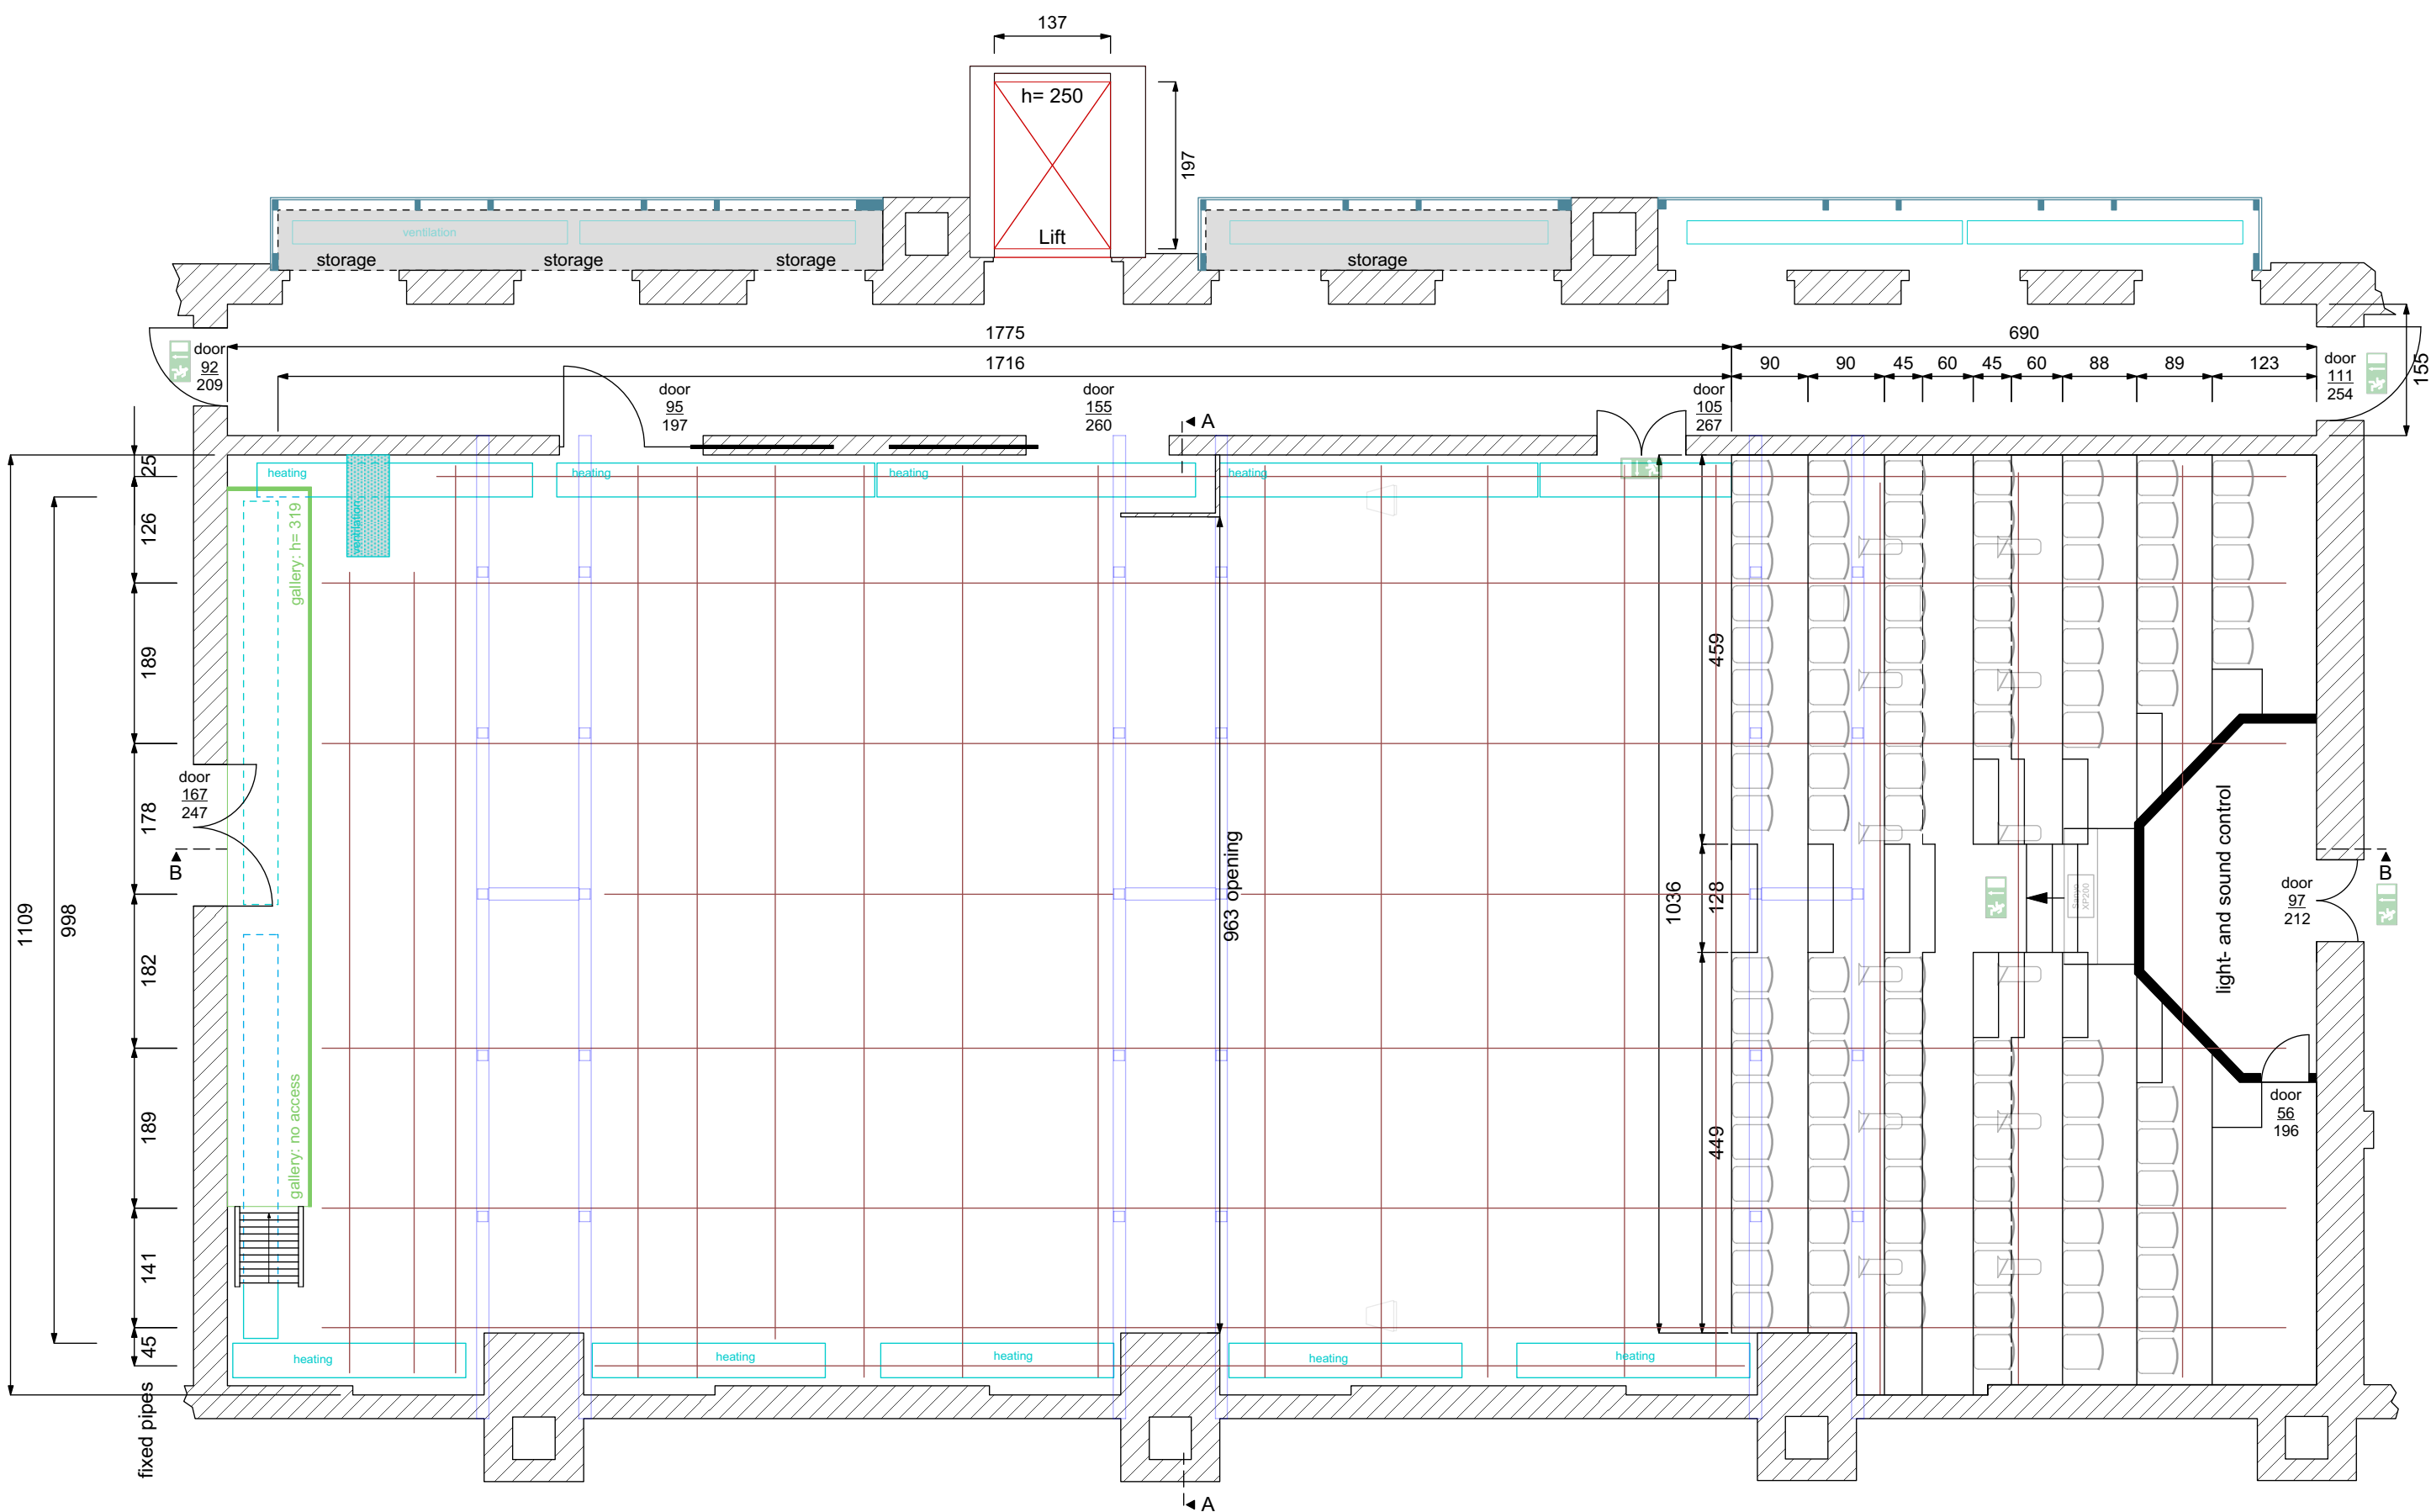 137
h= 250
197
Lift
ventilation
storage
storage
storage
storage
1775
690
1716
90
90
45
60
45
60
88
89
123
155
door
92
209
door
95
197
door
155
260
door
105
267
door
111
254
A
25
126
189
178
182
189
141
45
fixed pipes
1109
998
heating
heating
heating
heating
ventilation
gallery: h= 319
gallery: no access
door
167
247
B
963 opening
1036
459
128
449
Sanyo
XP200
light- and sound control
door
97
212
B
door
56
196
heating
heating
heating
heating
heating
A